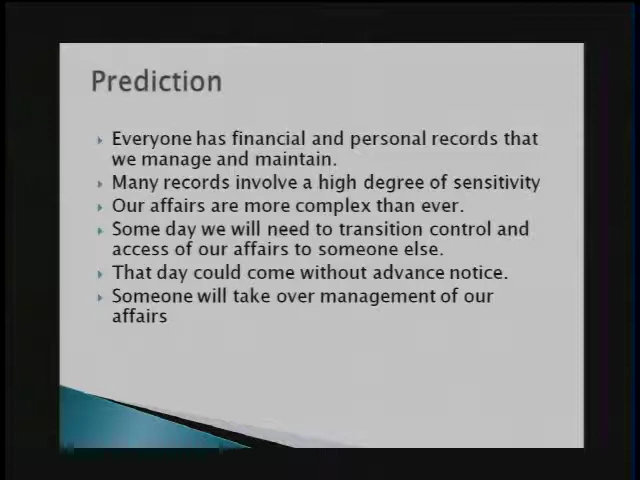 Prediction
Everyone has financial and personal records that
we manage and maintain.
Many records involve a high degree of sensitivity
Our affairs are more complex than ever.
Some day we will need to transition control and
access of our affairs to someone else.
That day could come without advance notice.
Someone will take over management of our
affairs